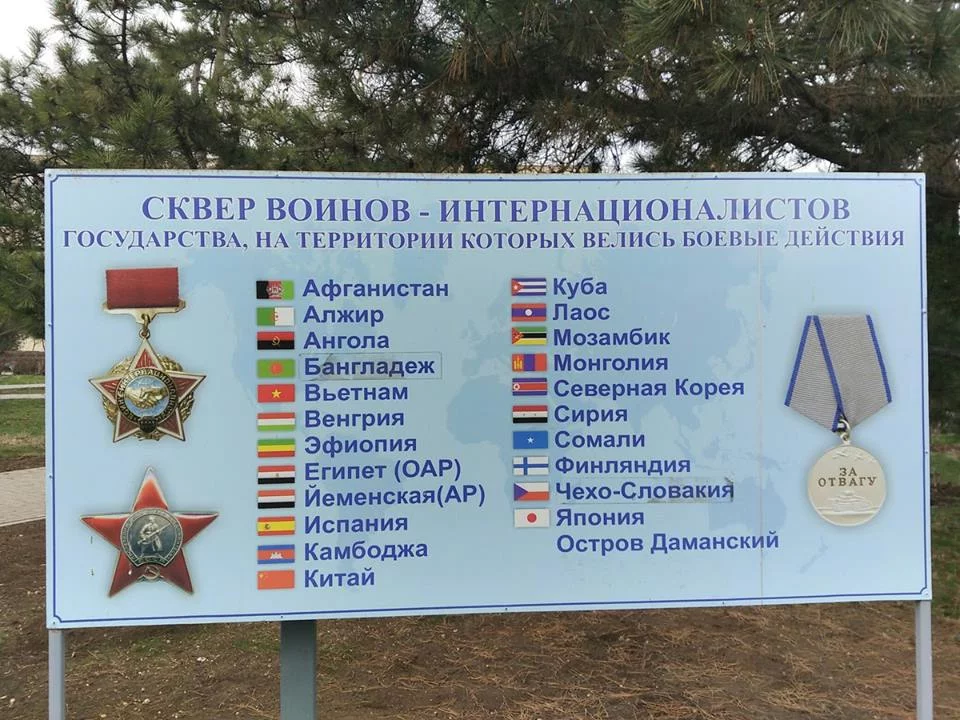 СКВЕР ВОИНОВ - ИНТЕРНАЦИОНАЛИСТОВ
ГОСУДАРСТВА, НА ТЕРРИТОРИИ КОТОРЫХ ВЕЛИСЬ БОЕВЫЕ ДЕЙСТВИЯ
Афганистан
Алжир
Ангола
Бангладеж
Вьетнам
Венгрия
Эфиопия
Египет (ОАР)
Йеменская(АР)
Испания
Камбоджа
Китай
Куба
Лаос
Мозамбик
Монголия
Северная Корея
Сирия
Сомали
Финляндия
Чехо-Словакия
Япония
Остров Даманский
ЗА
ОТВАГУ